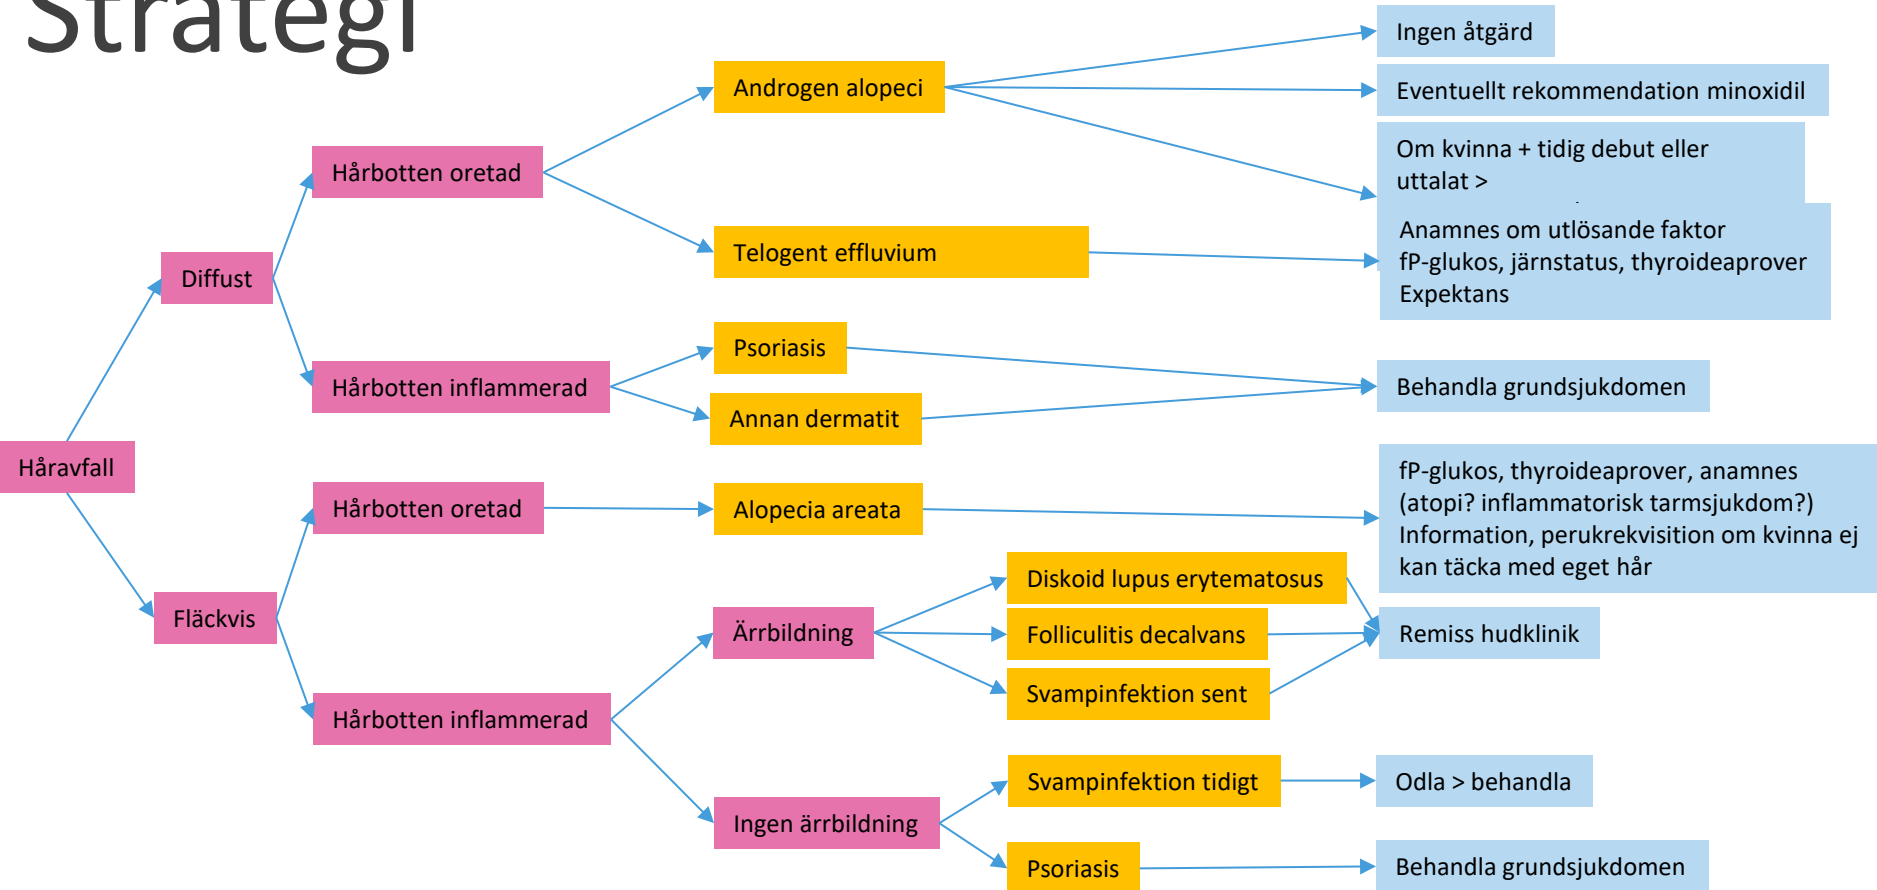 Strategi
Ingen åtgärd
Androgen alopeci
Eventuellt rekommendation minoxidil
Om kvinna + tidig debut eller
uttalat >
Hårbotten oretad
Anamnes om utlösande faktor
fP-glukos, järnstatus, thyroideaprover
Expektans
Telogent effluvium
Diffust
Psoriasis
Hårbotten inflammerad
Behandla grundsjukdomen
Annan dermatit
Håravfall
fP-glukos, thyroideaprover, anamnes
(atopi? inflammatorisk tarmsjukdom?)
Information, perukrekvisition om kvinna ej
kan täcka med eget hår
Hårbotten oretad
Alopecia areata
Diskoid lupus erytematosus
Fläckvis
Ärrbildning
Folliculitis decalvans
Remiss hudklinik
Svampinfektion sent
Hårbotten inflammerad
Svampinfektion tidigt
Odla > behandla
Ingen ärrbildning
Psoriasis
Behandla grundsjukdomen